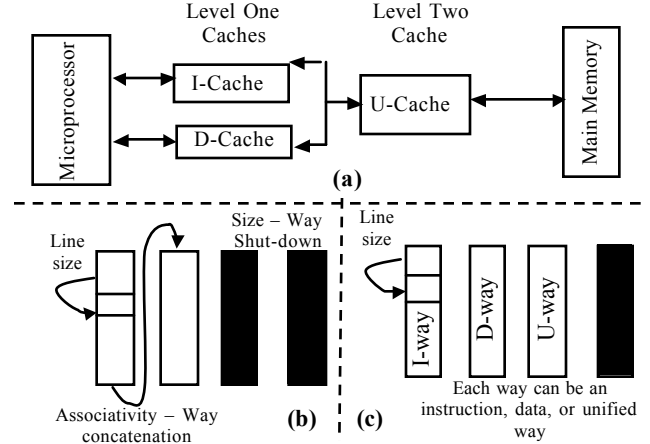 Level One
Caches
Level Two
Cache
Microprocessor
I-Cache
D-Cache
U-Cache
Main Memory
(a)
Line
size
Size – Way
Shut-down
Associativity – Way
concatenation
(b)
Line
size
I-way
D-way
U-way
(c)
Each way can be an
instruction, data, or unified
way